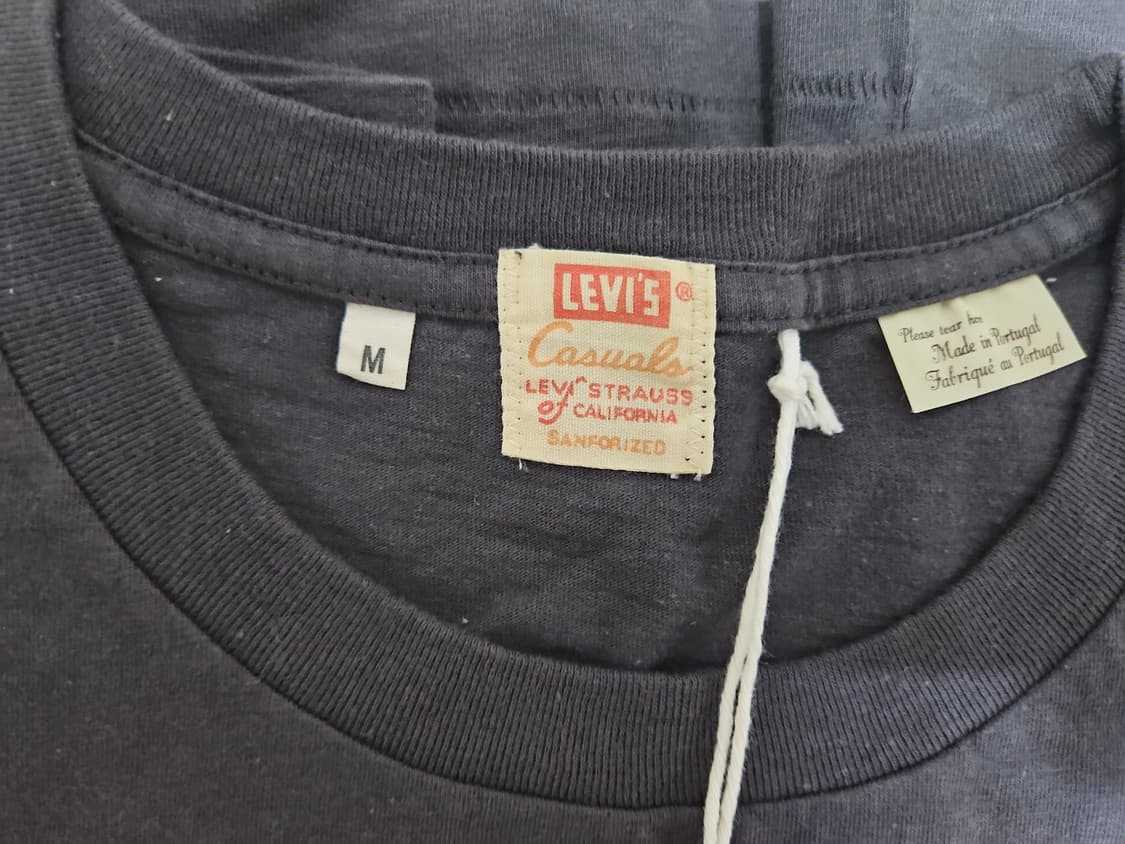 M
LEVI'S ®
Casuals
LEVI STRAUSS
of CALIFORNIA
SANFORIZED
Please tear here
Made in Portugal
Fabriqué au Portugal